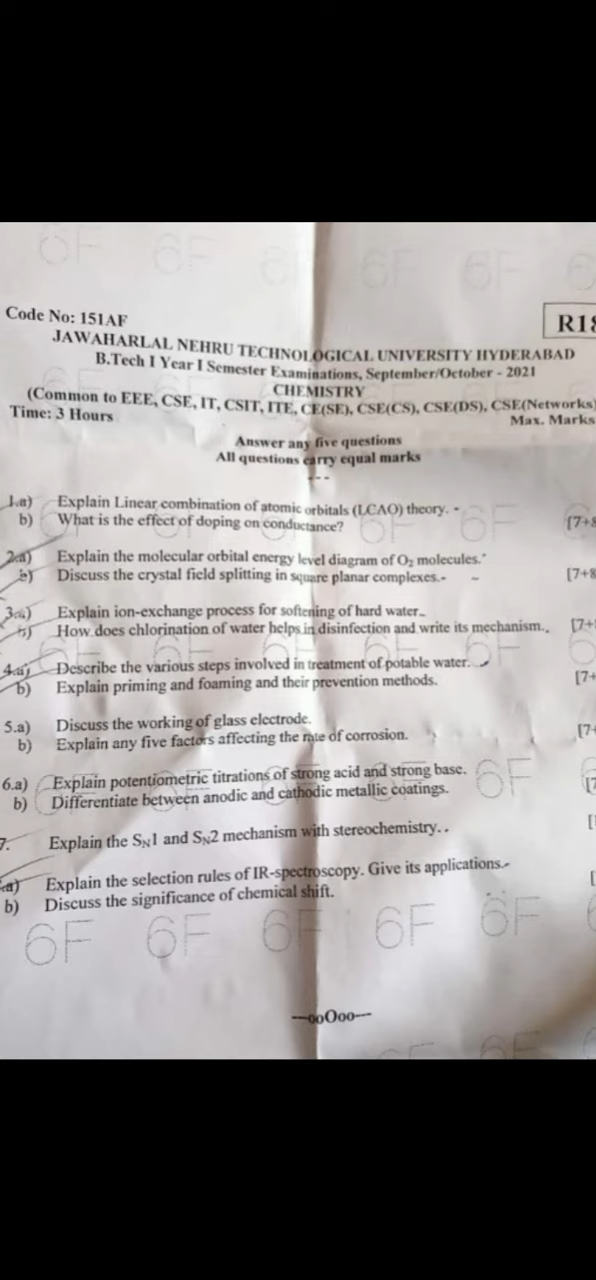 Code No: 151AF
R18
JAWAHARLAL NEHRU TECHNOLOGICAL UNIVERSITY HYDERABAD
B.Tech I Year I Semester Examinations, September/October - 2021
CHEMISTRY
(Common to EEE, CSE, IT, CSIT, ITE, CE(SE), CSE(CS), CSE(DS), CSE(Networks)
Time: 3 Hours Max. Marks
Answer any five questions
All questions carry equal marks
---
1.a) Explain Linear combination of atomic orbitals (LCAO) theory.
b) What is the effect of doping on conductance? [7+8
2.a) Explain the molecular orbital energy level diagram of O₂ molecules.
b) Discuss the crystal field splitting in square planar complexes. [7+8
3.a) Explain ion-exchange process for softening of hard water.
b) How does chlorination of water helps in disinfection and write its mechanism. [7+
4.a) Describe the various steps involved in treatment of potable water.
b) Explain priming and foaming and their prevention methods. [7+
5.a) Discuss the working of glass electrode.
b) Explain any five factors affecting the rate of corrosion. [7+
6.a) Explain potentiometric titrations of strong acid and strong base.
b) Differentiate between anodic and cathodic metallic coatings. [7
7. Explain the SN1 and SN2 mechanism with stereochemistry. [
a) Explain the selection rules of IR-spectroscopy. Give its applications.
b) Discuss the significance of chemical shift. [
6F 6F 6F 6F 6F
---ooOoo---